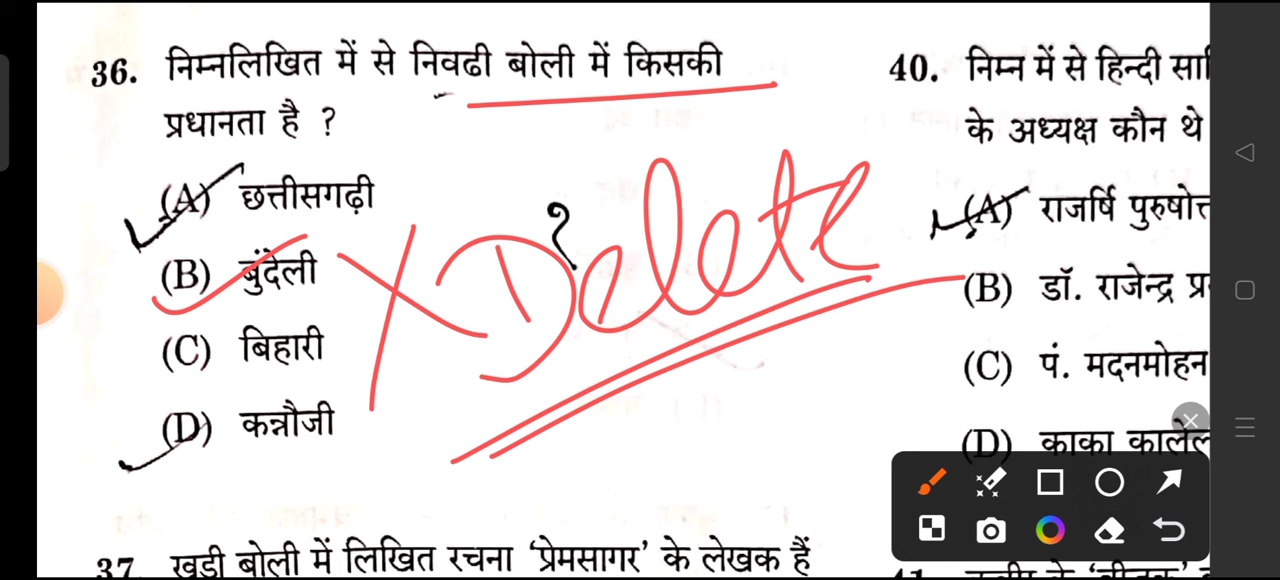 36. निम्नलिखित में से निवढी बोली में किसकी
प्रधानता है ?
(A) छत्तीसगढ़ी
(B) बुंदेली
(C) बिहारी
(D) कन्नौजी
?
Delete
37. खड़ी बोली में लिखित रचना ‘प्रेमसागर’ के लेखक हैं
40. निम्न में से हिन्दी सा
के अध्यक्ष कौन थे
(A) राजर्षि पुरुषोत्त
(B) डॉ. राजेन्द्र प्र
(C) पं. मदनमोहन
(D) काका कालेल